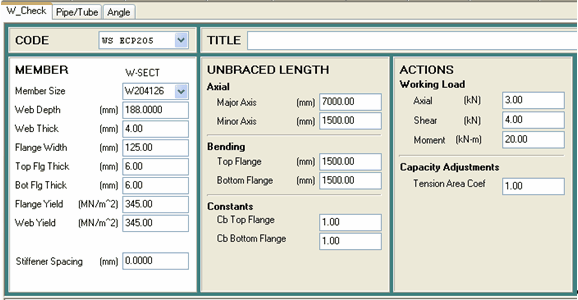 W_Check Pipe/Tube Angle
CODE WS ECP205 TITLE
MEMBER W-SECT
Member Size W204126
Web Depth (mm) 188.0000
Web Thick (mm) 4.00
Flange Width (mm) 125.00
Top Flg Thick (mm) 6.00
Bot Flg Thick (mm) 6.00
Flange Yield (MN/m^2) 345.00
Web Yield (MN/m^2) 345.00
Stiffener Spacing (mm) 0.0000
UNBRACED LENGTH
Axial
Major Axis (mm) 7000.00
Minor Axis (mm) 1500.00
Bending
Top Flange (mm) 1500.00
Bottom Flange (mm) 1500.00
Constants
Cb Top Flange 1.00
Cb Bottom Flange 1.00
ACTIONS
Working Load
Axial (kN) 3.00
Shear (kN) 4.00
Moment (kN-m) 20.00
Capacity Adjustments
Tension Area Coef 1.00